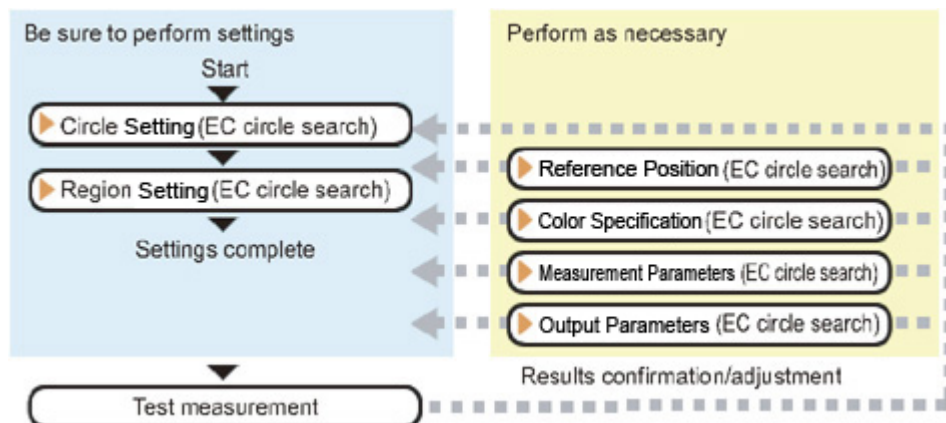 Be sure to perform settings
Start
Circle Setting(EC circle search)
Region Setting(EC circle search)
Settings complete
Test measurement
Perform as necessary
Reference Position (EC circle search)
Color Specification (EC circle search)
Measurement Parameters (EC circle search)
Output Parameters (EC circle search)
Results confirmation/adjustment